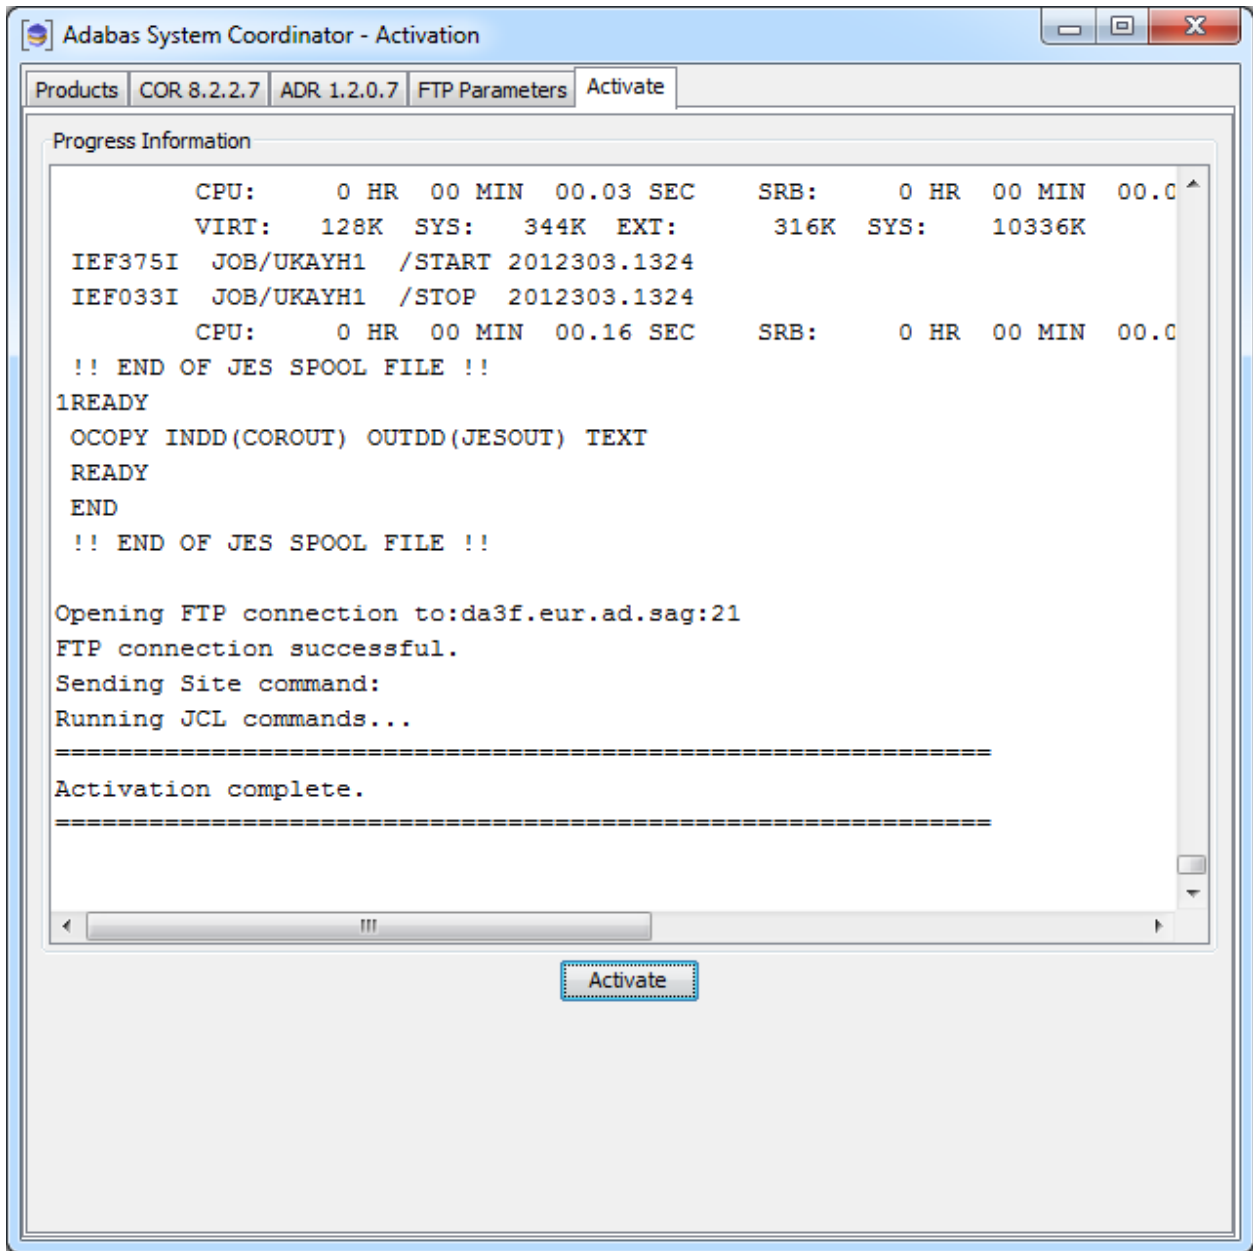 Adabas System Coordinator - Activation
Products COR 8.2.2.7 ADR 1.2.0.7 FTP Parameters Activate
Progress Information
CPU: 0 HR 00 MIN 00.03 SEC SRB: 0 HR 00 MIN 00.0
VIRT: 128K SYS: 344K EXT: 316K SYS: 10336K
IEF375I JOB/UKAYH1 /START 2012303.1324
IEF033I JOB/UKAYH1 /STOP 2012303.1324
CPU: 0 HR 00 MIN 00.16 SEC SRB: 0 HR 00 MIN 00.0
!! END OF JES SPOOL FILE !!
1READY
OCOPY INDD(COROUT) OUTDD(JESOUT) TEXT
READY
END
!! END OF JES SPOOL FILE !!
Opening FTP connection to:da3f.eur.ad.sag:21
FTP connection successful.
Sending Site command:
Running JCL commands...
============================================================
Activation complete.
============================================================
Activate